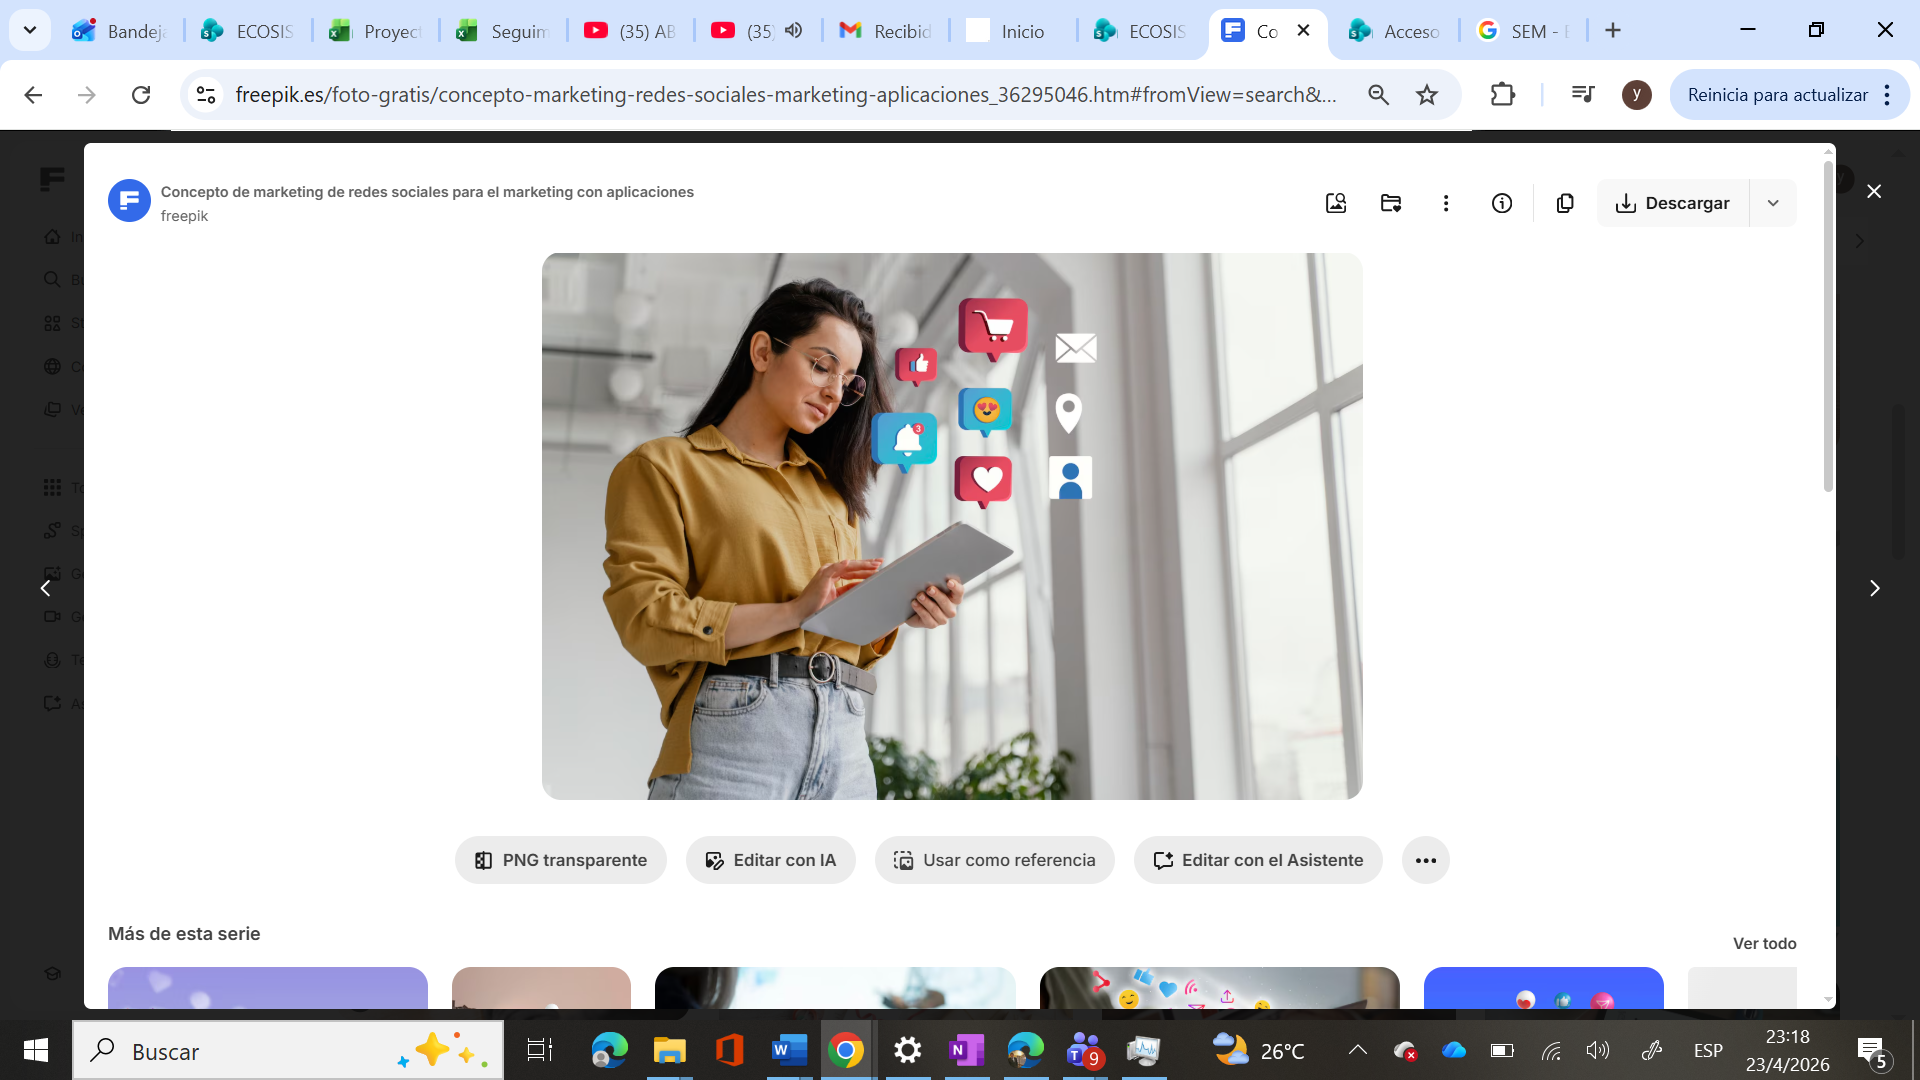 Bandeja
ECOSIS
Proyect
Seguim
(35) AB
(35)
Recibid
Inicio
ECOSIS
Co
Acceso
SEM - E
freepik.es/foto-gratis/concepto-marketing-redes-sociales-marketing-aplicaciones_36295046.htm#fromView=search&...
y
Reinicia para actualizar
Concepto de marketing de redes sociales para el marketing con aplicaciones
freepik
Descargar
3
PNG transparente
Editar con IA
Usar como referencia
Editar con el Asistente
Más de esta serie
Ver todo
Buscar
9
26°C
ESP
23:18
23/4/2026
5